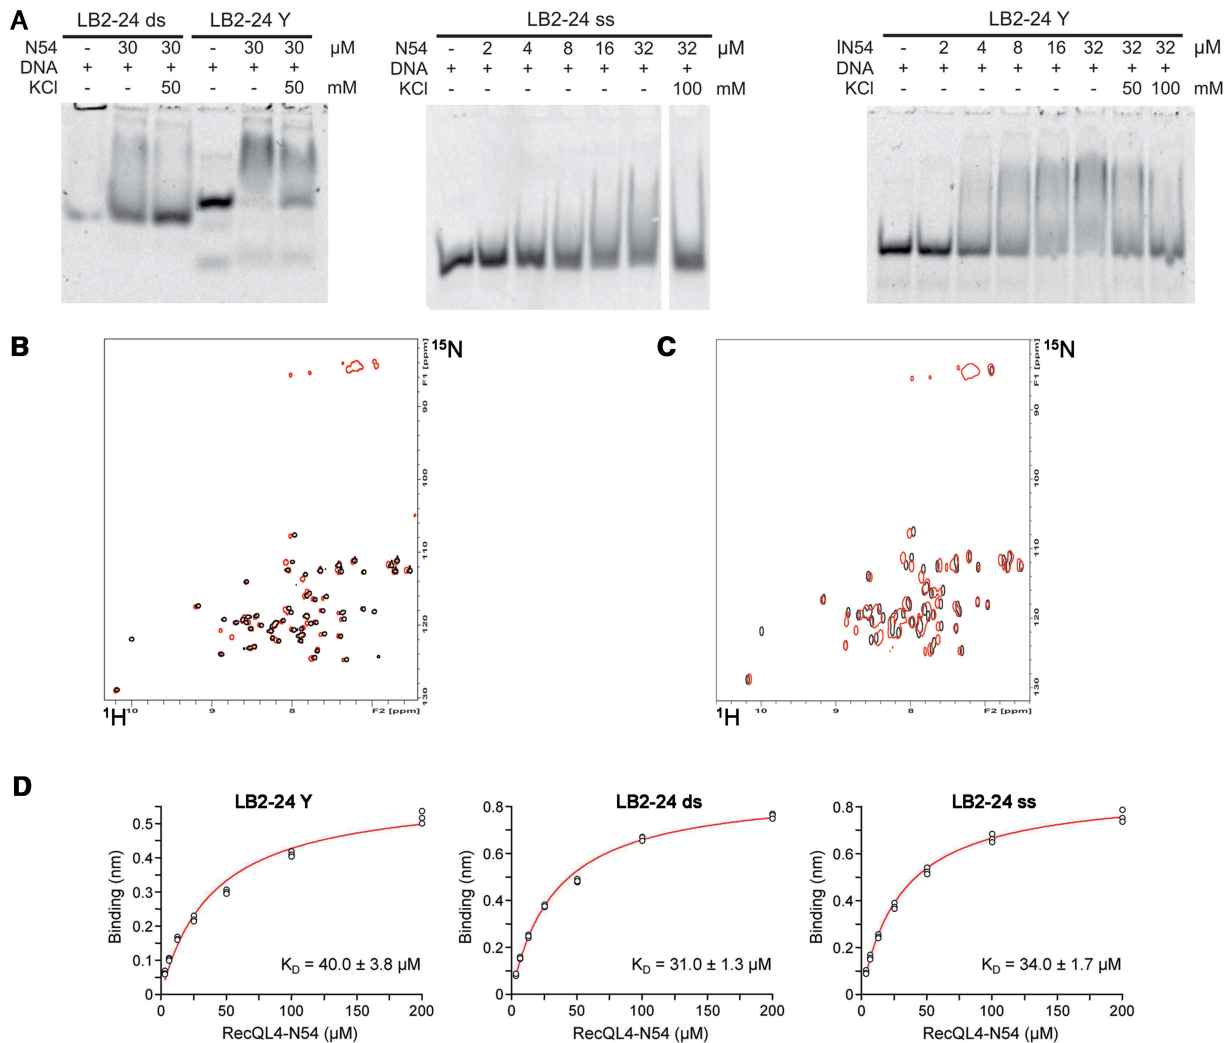 A
LB2-24 ds LB2-24 Y
N54 - 30 30 - 30 30 µM
DNA + + + + + +
KCl - - 50 - - 50 mM
LB2-24 ss
N54 - 2 4 8 16 32 32 µM
DNA + + + + + + +
KCl - - - - - - 100 mM
LB2-24 Y
IN54 - 2 4 8 16 32 32 32 µM
DNA + + + + + + + +
KCl - - - - - - 50 100 mM
B
15N
F1 [ppm]
90
100
110
120
130
1H
10 9 8 F2 [ppm]
C
15N
F1 [ppm]
90
100
110
120
130
1H
10 9 8 F2 [ppm]
D
LB2-24 Y
Binding (nm)
0.5
0.4
0.3
0.2
0.1
0
KD = 40.0 ± 3.8 µM
0 50 100 150 200
RecQL4-N54 (µM)
LB2-24 ds
Binding (nm)
0.8
0.6
0.4
0.2
0
KD = 31.0 ± 1.3 µM
0 50 100 150 200
RecQL4-N54 (µM)
LB2-24 ss
Binding (nm)
0.8
0.6
0.4
0.2
0
KD = 34.0 ± 1.7 µM
0 50 100 150 200
RecQL4-N54 (µM)